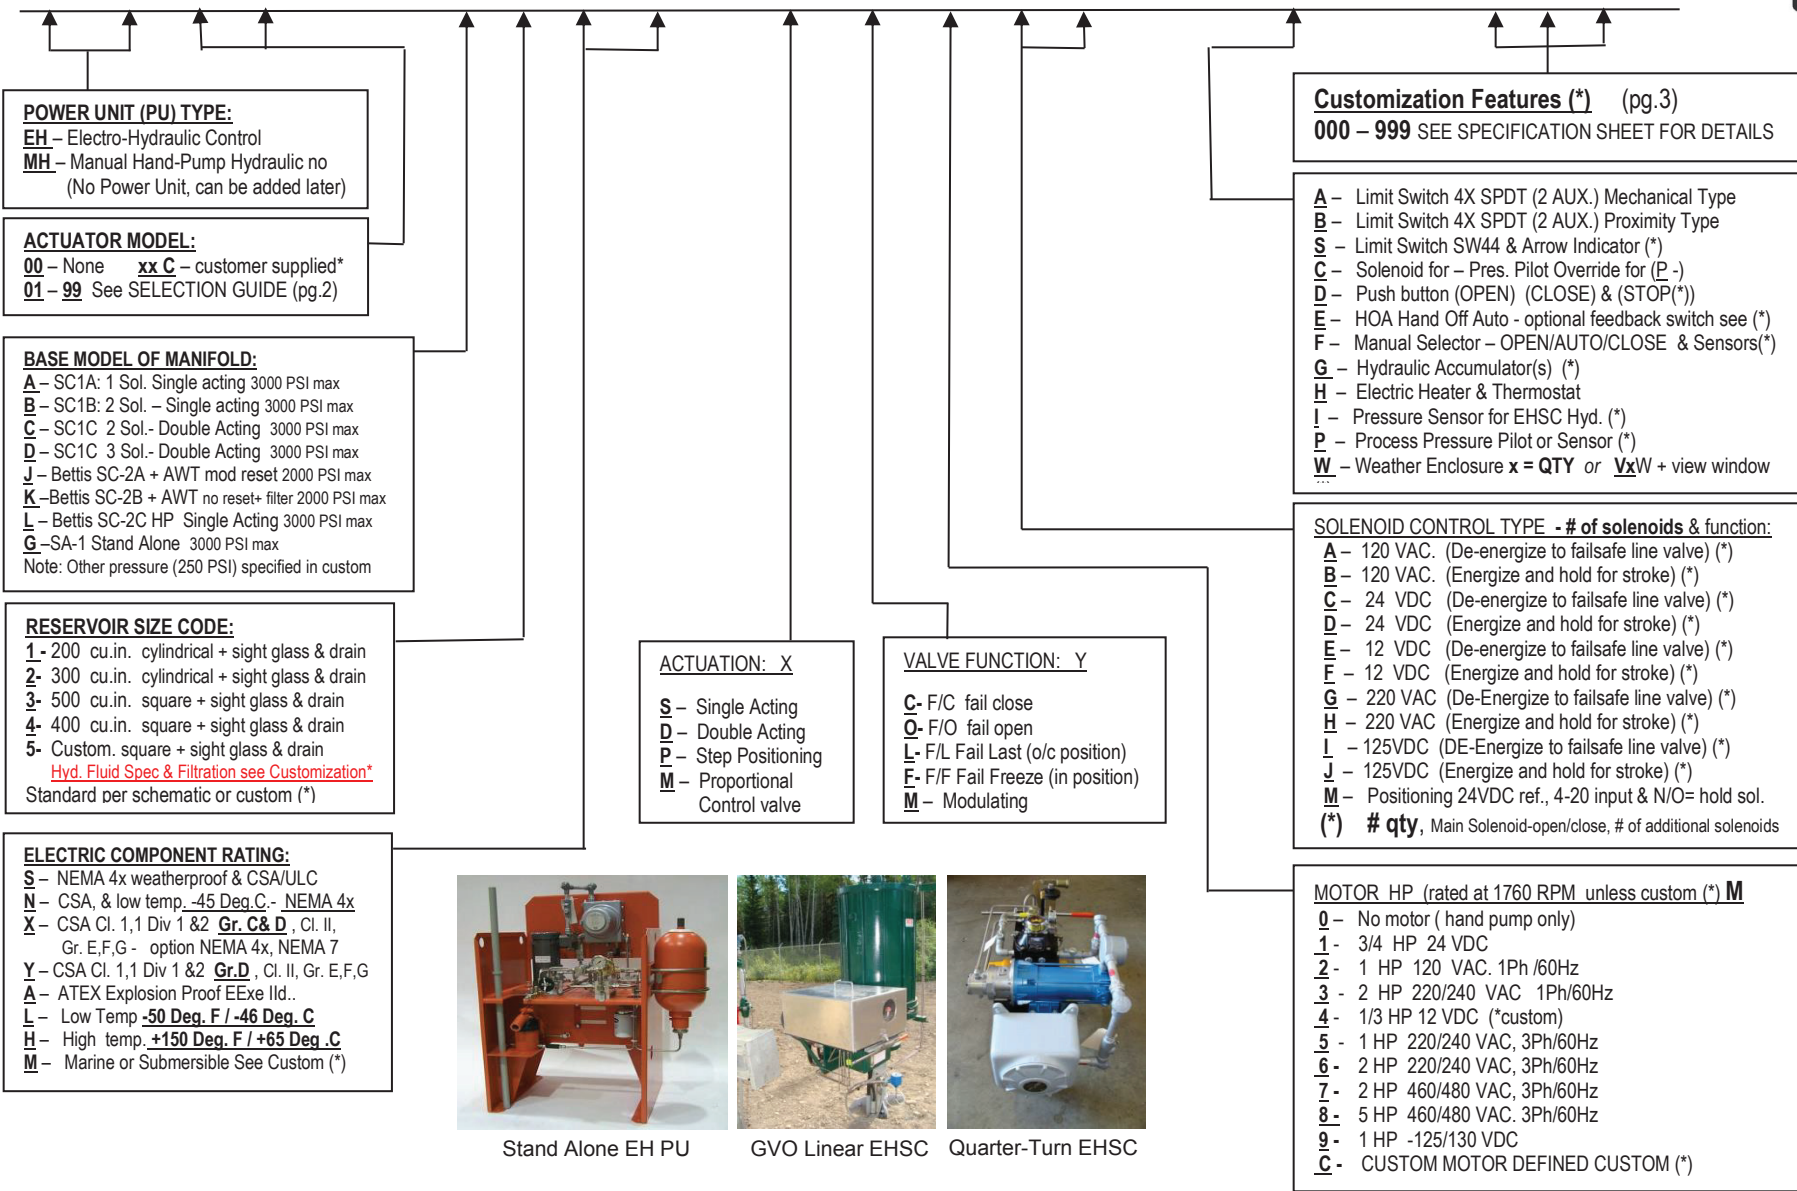 POWER UNIT (PU) TYPE:
EH – Electro-Hydraulic Control
MH – Manual Hand-Pump Hydraulic no
(No Power Unit, can be added later)
ACTUATOR MODEL:
00 – None xx C – customer supplied*
01 – 99 See SELECTION GUIDE (pg.2)
BASE MODEL OF MANIFOLD:
A – SC1A: 1 Sol. Single acting 3000 PSI max
B – SC1B: 2 Sol. – Single acting 3000 PSI max
C – SC1C 2 Sol.- Double Acting 3000 PSI max
D – SC1C 3 Sol.- Double Acting 3000 PSI max
J – Bettis SC-2A + AWT mod reset 2000 PSI max
K –Bettis SC-2B + AWT no reset+ filter 2000 PSI max
L – Bettis SC-2C HP Single Acting 3000 PSI max
G –SA-1 Stand Alone 3000 PSI max
Note: Other pressure (250 PSI) specified in custom
RESERVOIR SIZE CODE:
1 - 200 cu.in. cylindrical + sight glass & drain
2- 300 cu.in. cylindrical + sight glass & drain
3- 500 cu.in. square + sight glass & drain
4- 400 cu.in. square + sight glass & drain
5- Custom. square + sight glass & drain
Hyd. Fluid Spec & Filtration see Customization*
Standard per schematic or custom (*)
ELECTRIC COMPONENT RATING:
S – NEMA 4x weatherproof & CSA/ULC
N – CSA, & low temp. -45 Deg.C.- NEMA 4x
X – CSA Cl. 1,1 Div 1 &2 Gr. C& D , Cl. II,
Gr. E,F,G - option NEMA 4x, NEMA 7
Y – CSA Cl. 1,1 Div 1 &2 Gr.D , Cl. II, Gr. E,F,G
A – ATEX Explosion Proof EExe IId..
L – Low Temp -50 Deg. F / -46 Deg. C
H – High temp. +150 Deg. F / +65 Deg .C
M – Marine or Submersible See Custom (*)
ACTUATION: X
S – Single Acting
D – Double Acting
P – Step Positioning
M – Proportional
Control valve
VALVE FUNCTION: Y
C- F/C fail close
O- F/O fail open
L- F/L Fail Last (o/c position)
F- F/F Fail Freeze (in position)
M – Modulating
Stand Alone EH PU
GVO Linear EHSC
Quarter-Turn EHSC
Customization Features (*) (pg.3)
000 – 999 SEE SPECIFICATION SHEET FOR DETAILS
A – Limit Switch 4X SPDT (2 AUX.) Mechanical Type
B – Limit Switch 4X SPDT (2 AUX.) Proximity Type
S – Limit Switch SW44 & Arrow Indicator (*)
C – Solenoid for – Pres. Pilot Override for (P -)
D – Push button (OPEN) (CLOSE) & (STOP(*))
E – HOA Hand Off Auto - optional feedback switch see (*)
F – Manual Selector – OPEN/AUTO/CLOSE & Sensors(*)
G – Hydraulic Accumulator(s) (*)
H – Electric Heater & Thermostat
I – Pressure Sensor for EHSC Hyd. (*)
P – Process Pressure Pilot or Sensor (*)
W – Weather Enclosure x = QTY or VxW + view window
SOLENOID CONTROL TYPE - # of solenoids & function:
A – 120 VAC. (De-energize to failsafe line valve) (*)
B – 120 VAC. (Energize and hold for stroke) (*)
C – 24 VDC (De-energize to failsafe line valve) (*)
D – 24 VDC (Energize and hold for stroke) (*)
E – 12 VDC (De-energize to failsafe line valve) (*)
F – 12 VDC (Energize and hold for stroke) (*)
G – 220 VAC (De-Energize to failsafe line valve) (*)
H – 220 VAC (Energize and hold for stroke) (*)
I – 125VDC (DE-Energize to failsafe line valve) (*)
J – 125VDC (Energize and hold for stroke) (*)
M – Positioning 24VDC ref., 4-20 input & N/O= hold sol.
(*) # qty, Main Solenoid-open/close, # of additional solenoids
MOTOR HP (rated at 1760 RPM unless custom (*) M
0 – No motor ( hand pump only)
1 - 3/4 HP 24 VDC
2 - 1 HP 120 VAC. 1Ph /60Hz
3 - 2 HP 220/240 VAC 1Ph/60Hz
4 - 1/3 HP 12 VDC (*custom)
5 - 1 HP 220/240 VAC, 3Ph/60Hz
6 - 2 HP 220/240 VAC, 3Ph/60Hz
7 - 2 HP 460/480 VAC, 3Ph/60Hz
8 - 5 HP 460/480 VAC. 3Ph/60Hz
9 - 1 HP -125/130 VDC
C - CUSTOM MOTOR DEFINED CUSTOM (*)